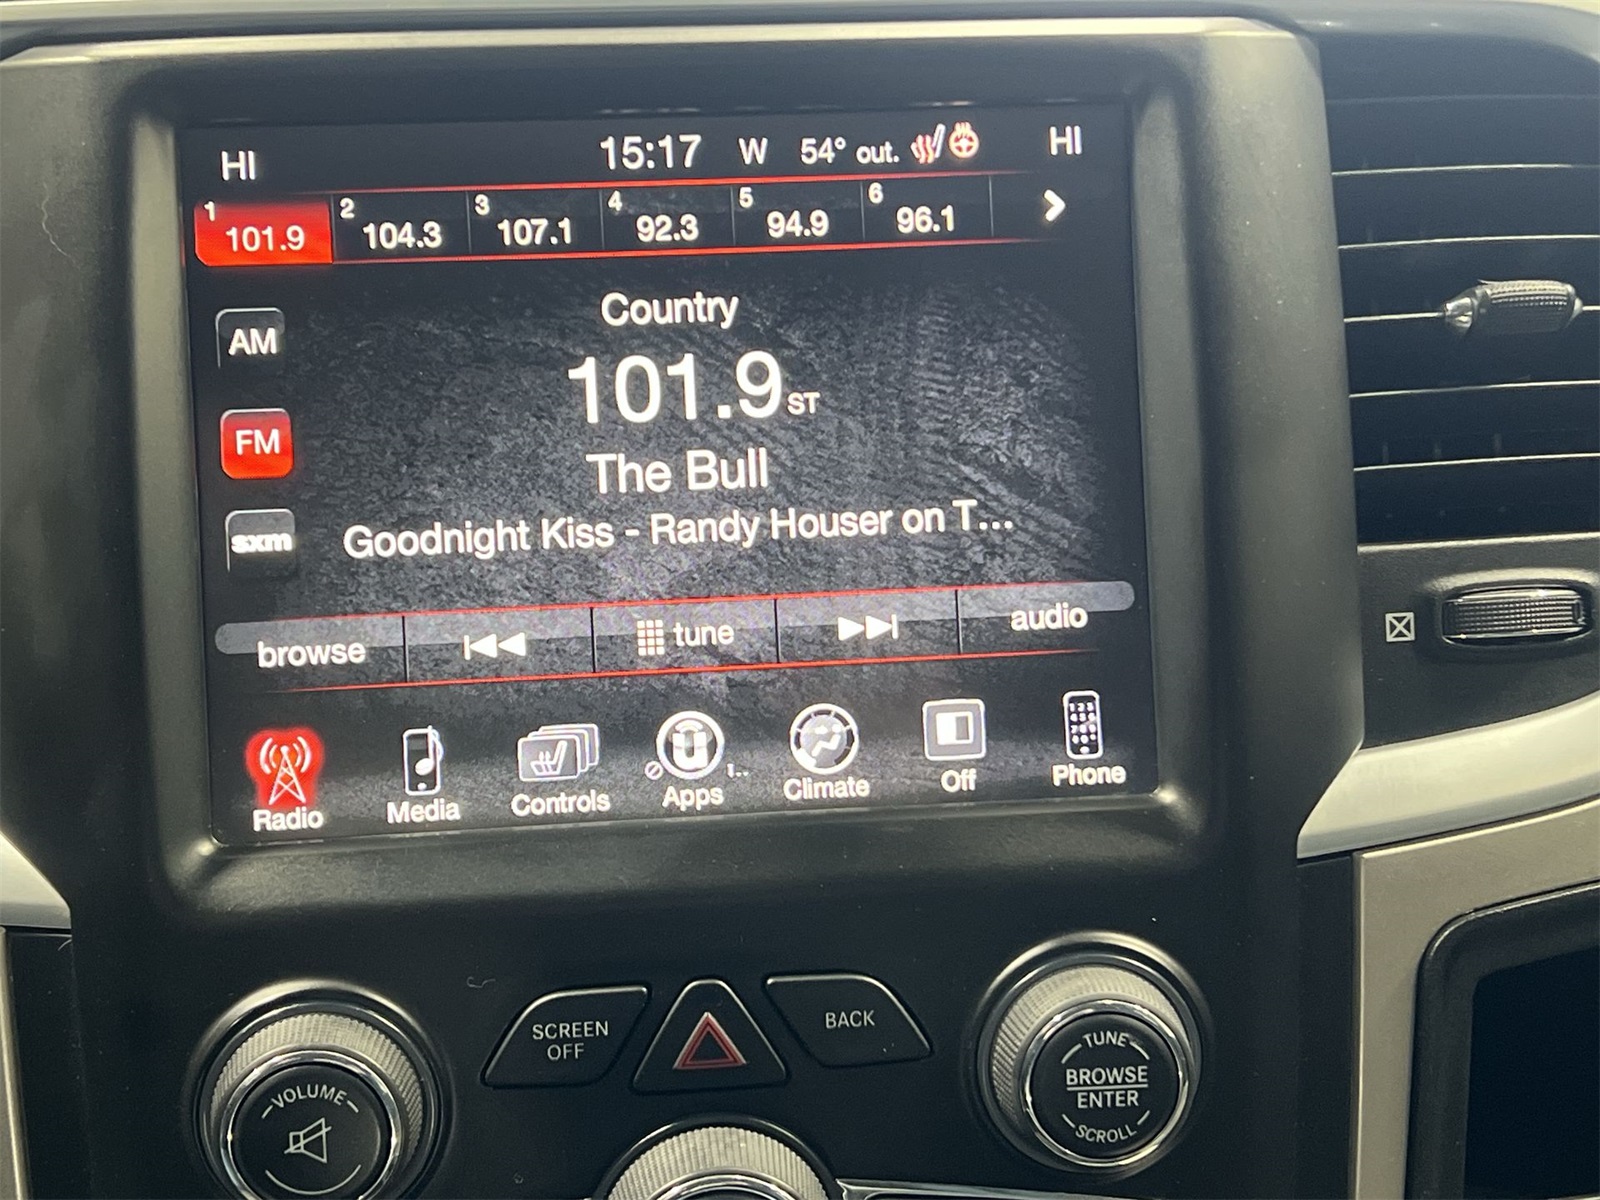 HI 15:17 W 54° out. HI
1 101.9 2 104.3 3 107.1 4 92.3 5 94.9 6 96.1
AM
Country
101.9 ST
FM
The Bull
sxm
Goodnight Kiss - Randy Houser on T...
browse tune audio
Radio Media Controls Apps Climate Off Phone
SCREEN
OFF
BACK
VOLUME
TUNE
BROWSE
ENTER
SCROLL